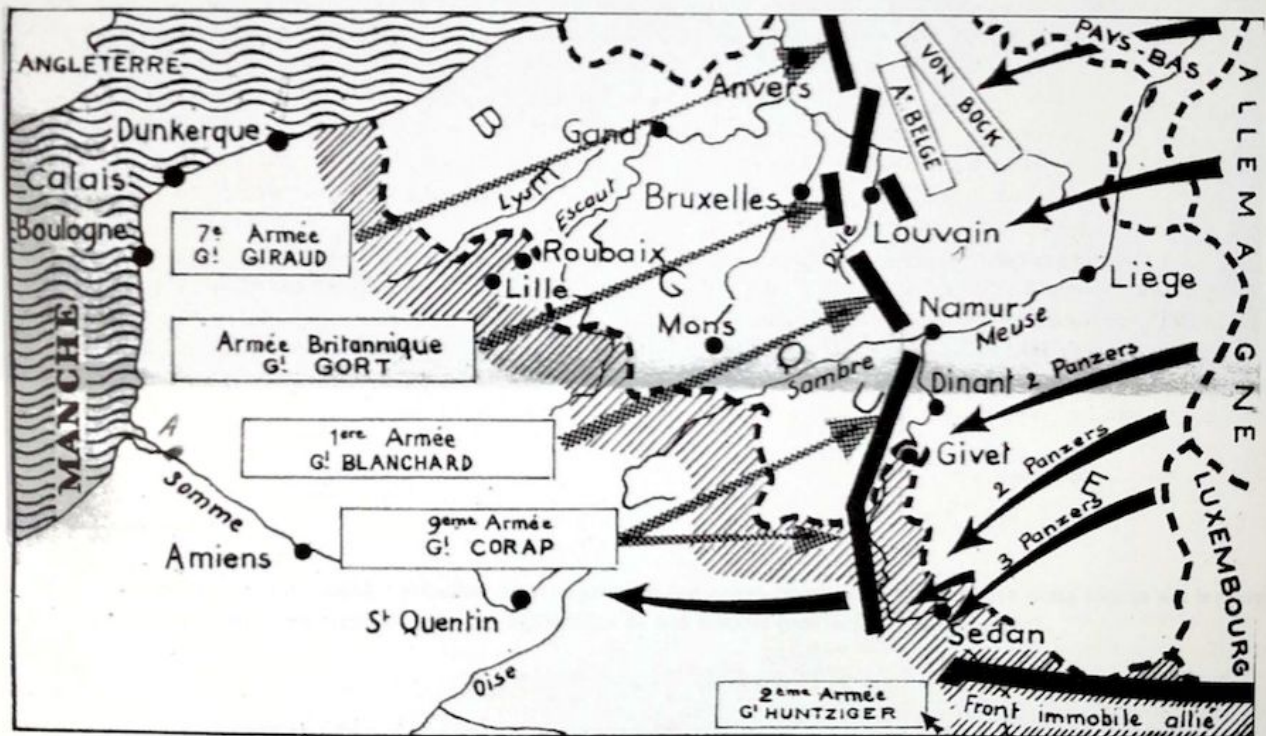 ANGLETERRE
PAYS-BAS
ALLEMAGNE
VON BOCK
Aée BELGE
Anvers
Dunkerque
Gand
Calais
Lys
Escaut
Bruxelles
Boulogne
7e Armée
Gl GIRAUD
Roubaix
Dyle
Louvain
Lille
Liège
MANCHE
Namur
Meuse
Armée Britannique
Gl GORT
Mons
Sambre
Dinant
2 Panzers
BELGIQUE
1ere Armée
Gl BLANCHARD
A
Givet
2 Panzers
Somme
LUXEMBOURG
9eme Armée
Gl CORAP
3 Panzers
Amiens
St Quentin
Sedan
Oise
2eme Armée
Gl HUNTZIGER
Front immobile allié